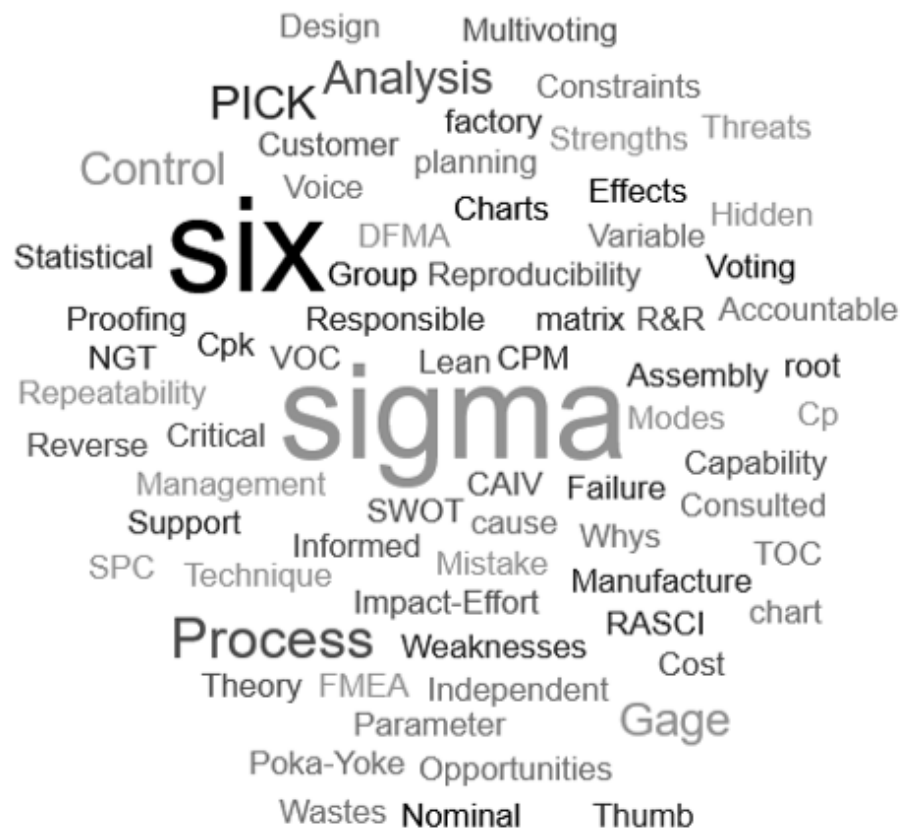 Design Multivoting
Analysis
PICK
Constraints
factory
Strengths Threats
Customer
planning
Control
Voice
Charts Effects
Hidden
six
DFMA
Variable
Statistical
Group Reproducibility
Voting
Proofing
Responsible matrix R&R Accountable
NGT Cpk VOC Lean CPM
Assembly root
Repeatability
sigma
Modes Cp
Reverse Critical
Capability
Management
CAIV Failure
Consulted
Support
SWOT cause
Whys
Informed
TOC
SPC Technique
Mistake
Manufacture
Impact-Effort
RASCI chart
Process Weaknesses
Cost
Theory FMEA Independent
Parameter
Gage
Poka-Yoke Opportunities
Wastes Nominal Thumb